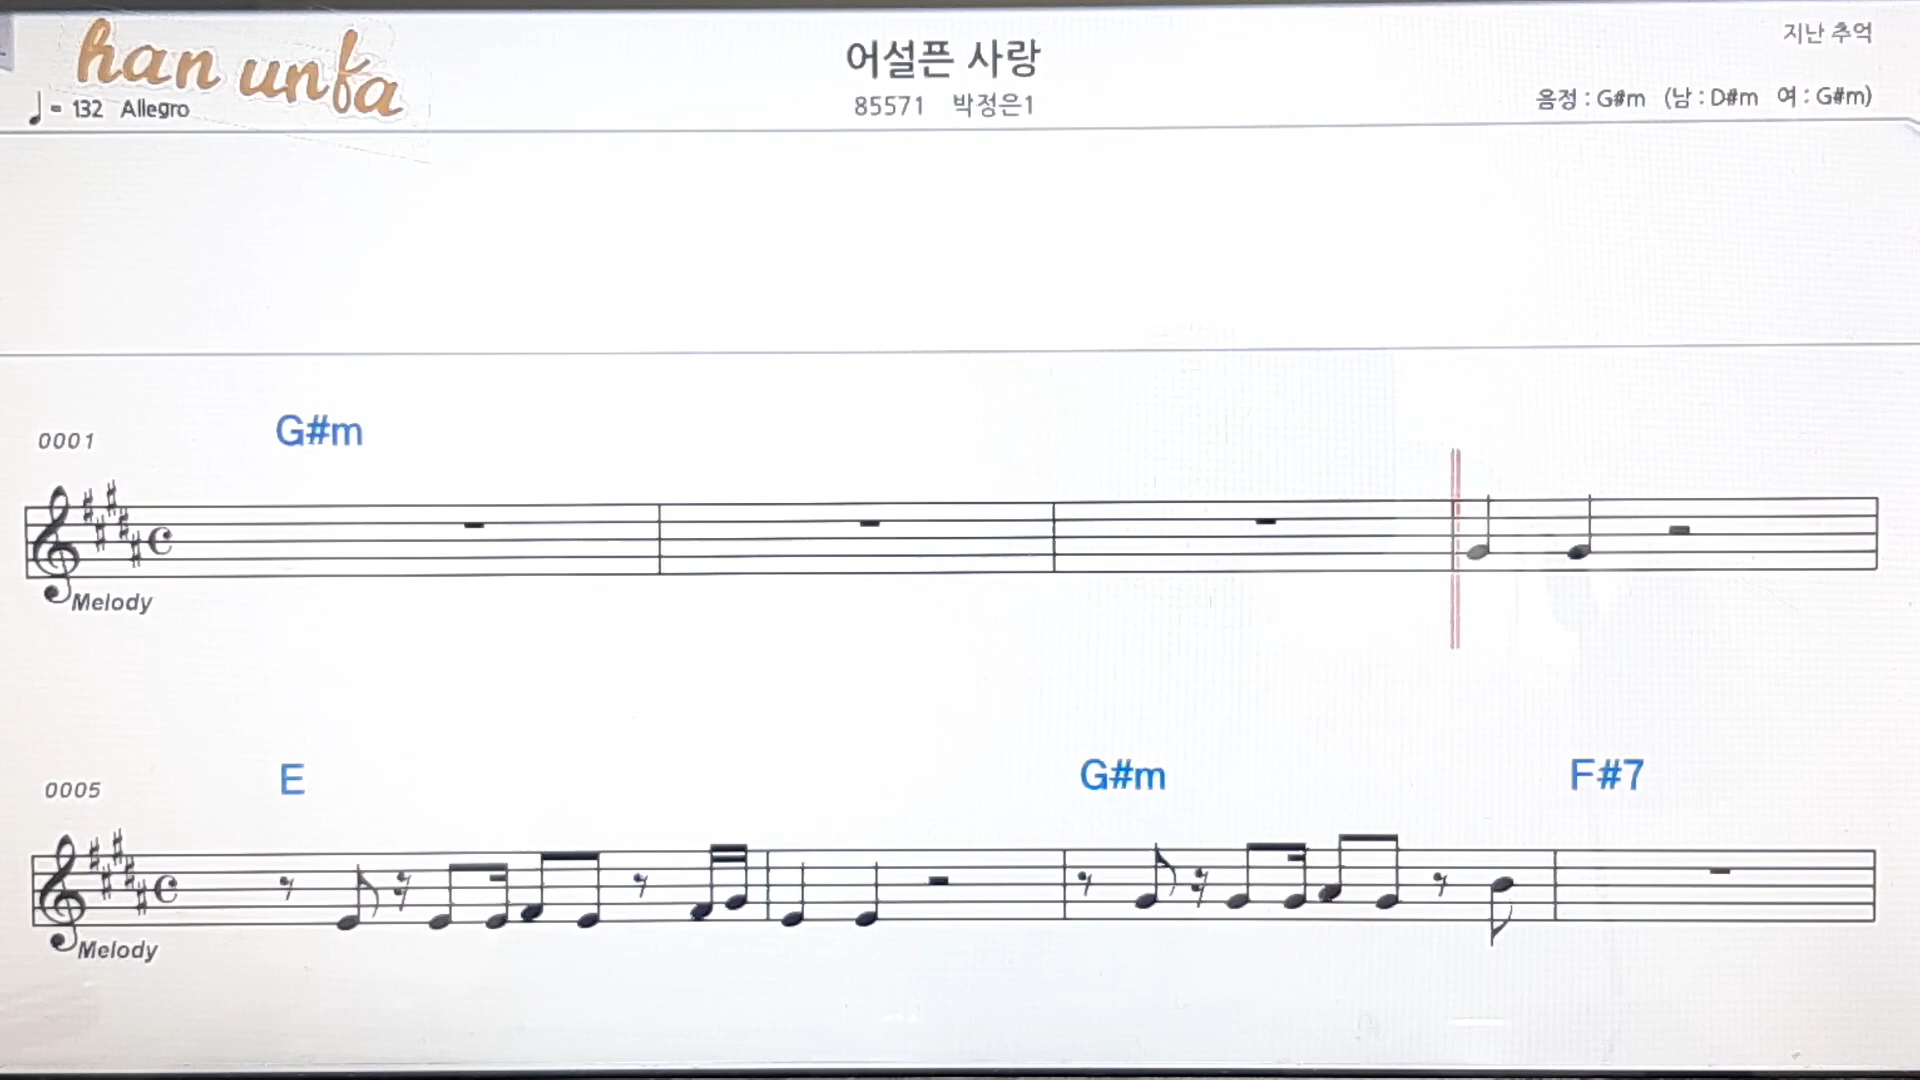 han unfa
♩= 132 Allegro
어설픈 사랑
85571 박정은1
지난 추억
음정 : G#m (남 : D#m 여 : G#m)
0001
G#m
Melody
0005
E
G#m
F#7
Melody